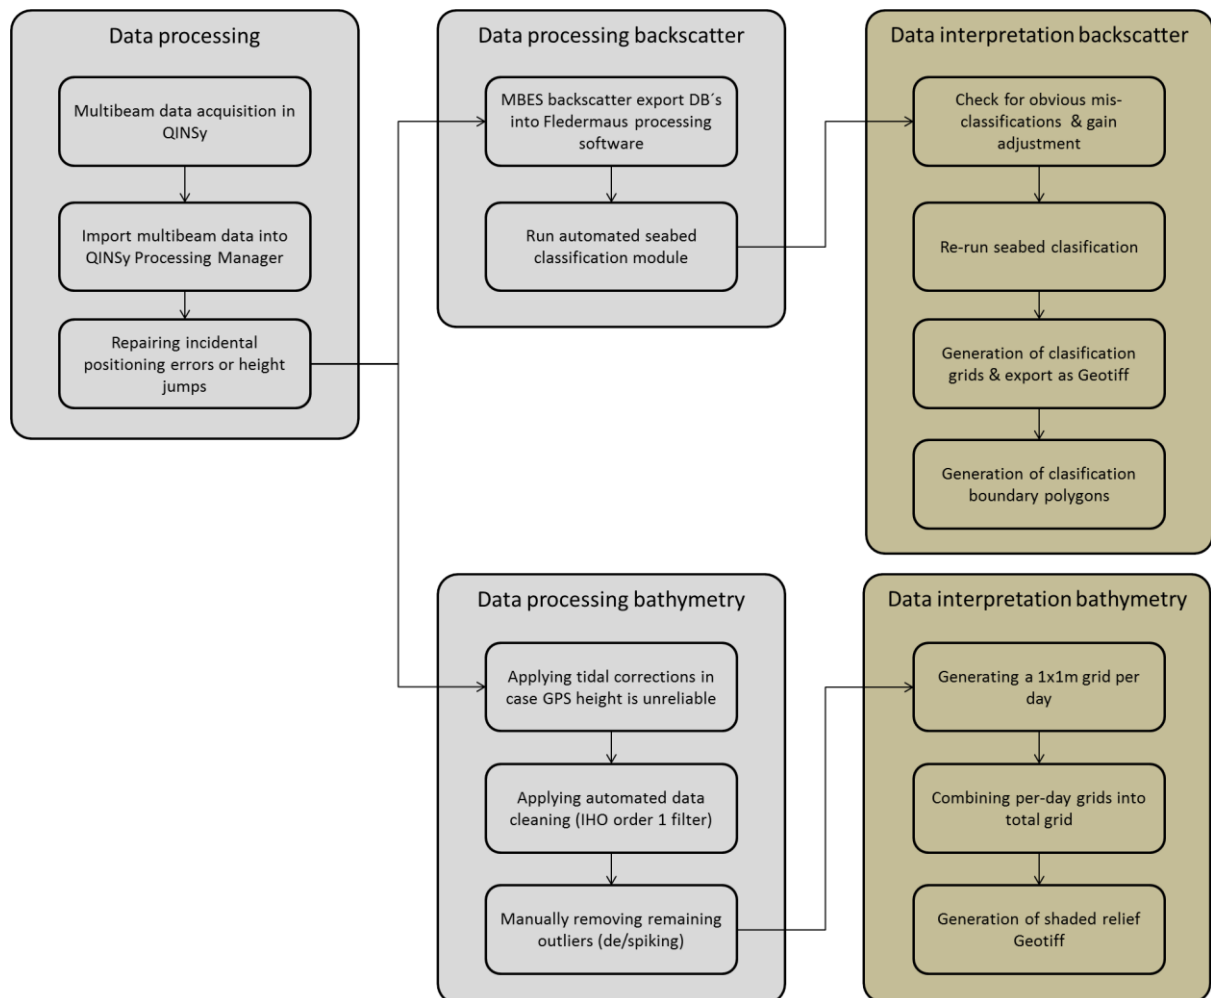 Data processing
Multibeam data acquisition in
QINSy
Import multibeam data into
QINSy Processing Manager
Repairing incidental
positioning errors or height
jumps
Data processing backscatter
MBES backscatter export DB´s
into Fledermaus processing
software
Run automated seabed
classification module
Data interpretation backscatter
Check for obvious mis-
classifications & gain
adjustment
Re-run seabed clasification
Generation of clasification
grids & export as Geotiff
Generation of clasification
boundary polygons
Data processing bathymetry
Applying tidal corrections in
case GPS height is unreliable
Applying automated data
cleaning (IHO order 1 filter)
Manually removing remaining
outliers (de/spiking)
Data interpretation bathymetry
Generating a 1x1m grid per
day
Combining per-day grids into
total grid
Generation of shaded relief
Geotiff